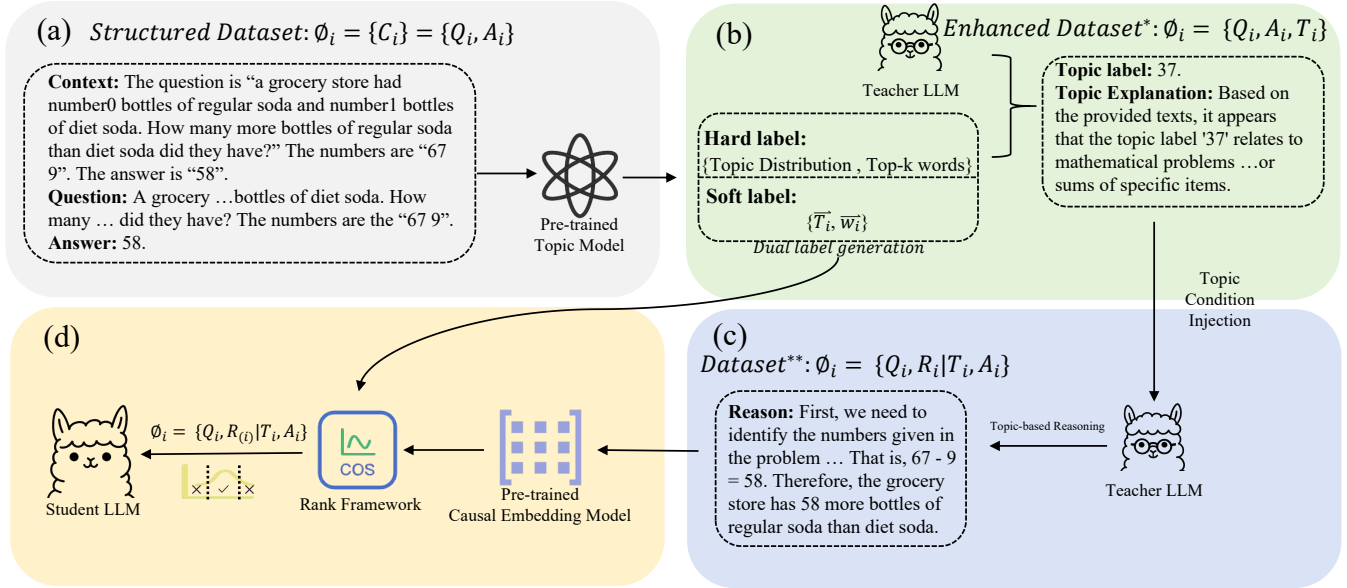 (a) Structured Dataset: ∅ᵢ = {Cᵢ} = {Qᵢ, Aᵢ}
Context: The question is “a grocery store had
number0 bottles of regular soda and number1 bottles
of diet soda. How many more bottles of regular soda
than diet soda did they have?” The numbers are “67
9”. The answer is “58”.
Question: A grocery …bottles of diet soda. How
many … did they have? The numbers are the “67 9”.
Answer: 58.
Pre-trained
Topic Model
(b)
Teacher LLM
Enhanced Dataset*: ∅ᵢ = {Qᵢ, Aᵢ, Tᵢ}
Hard label:
{Topic Distribution , Top-k words}
Soft label:
{T⃗ᵢ, w⃗ᵢ}
Dual label generation
Topic label: 37.
Topic Explanation: Based on
the provided texts, it appears
that the topic label '37' relates to
mathematical problems …or
sums of specific items.
Topic
Condition
Injection
(c)
Dataset**: ∅ᵢ = {Qᵢ, Rᵢ|Tᵢ, Aᵢ}
Reason: First, we need to
identify the numbers given in
the problem … That is, 67 - 9
= 58. Therefore, the grocery
store has 58 more bottles of
regular soda than diet soda.
Topic-based Reasoning
Teacher LLM
(d)
Student LLM
∅ᵢ = {Qᵢ, R₍ᵢ₎|Tᵢ, Aᵢ}
COS
Rank Framework
Pre-trained
Causal Embedding Model